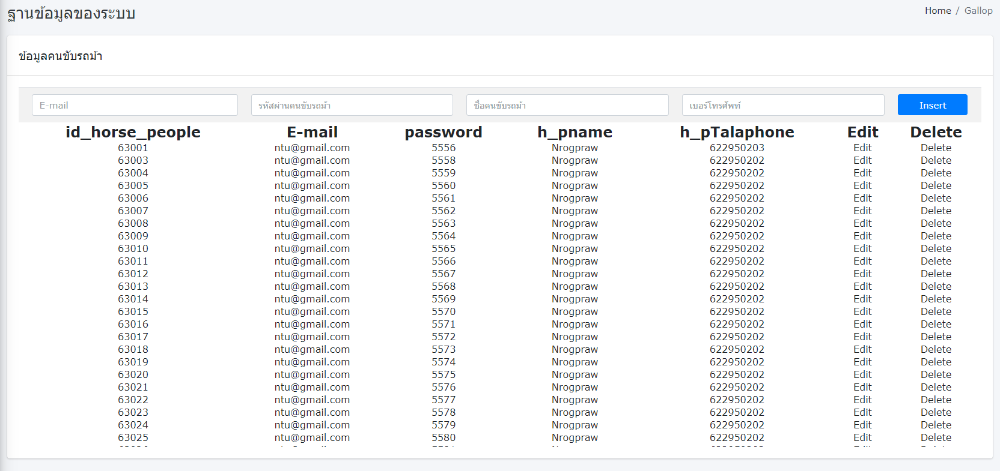 ฐานข้อมูลของระบบ
Home / Gallop
ข้อมูลคนขับรถม้า
E-mail รหัสผ่านคนขับรถม้า ชื่อคนขับรถม้า เบอร์โทรศัพท์ Insert
id_horse_people E-mail password h_pname h_pTalaphone Edit Delete
63001 ntu@gmail.com 5556 Nrogpraw 622950203 Edit Delete
63003 ntu@gmail.com 5558 Nrogpraw 622950202 Edit Delete
63004 ntu@gmail.com 5559 Nrogpraw 622950202 Edit Delete
63005 ntu@gmail.com 5560 Nrogpraw 622950202 Edit Delete
63006 ntu@gmail.com 5561 Nrogpraw 622950202 Edit Delete
63007 ntu@gmail.com 5562 Nrogpraw 622950202 Edit Delete
63008 ntu@gmail.com 5563 Nrogpraw 622950202 Edit Delete
63009 ntu@gmail.com 5564 Nrogpraw 622950202 Edit Delete
63010 ntu@gmail.com 5565 Nrogpraw 622950202 Edit Delete
63011 ntu@gmail.com 5566 Nrogpraw 622950202 Edit Delete
63012 ntu@gmail.com 5567 Nrogpraw 622950202 Edit Delete
63013 ntu@gmail.com 5568 Nrogpraw 622950202 Edit Delete
63014 ntu@gmail.com 5569 Nrogpraw 622950202 Edit Delete
63015 ntu@gmail.com 5570 Nrogpraw 622950202 Edit Delete
63016 ntu@gmail.com 5571 Nrogpraw 622950202 Edit Delete
63017 ntu@gmail.com 5572 Nrogpraw 622950202 Edit Delete
63018 ntu@gmail.com 5573 Nrogpraw 622950202 Edit Delete
63019 ntu@gmail.com 5574 Nrogpraw 622950202 Edit Delete
63020 ntu@gmail.com 5575 Nrogpraw 622950202 Edit Delete
63021 ntu@gmail.com 5576 Nrogpraw 622950202 Edit Delete
63022 ntu@gmail.com 5577 Nrogpraw 622950202 Edit Delete
63023 ntu@gmail.com 5578 Nrogpraw 622950202 Edit Delete
63024 ntu@gmail.com 5579 Nrogpraw 622950202 Edit Delete
63025 ntu@gmail.com 5580 Nrogpraw 622950202 Edit Delete